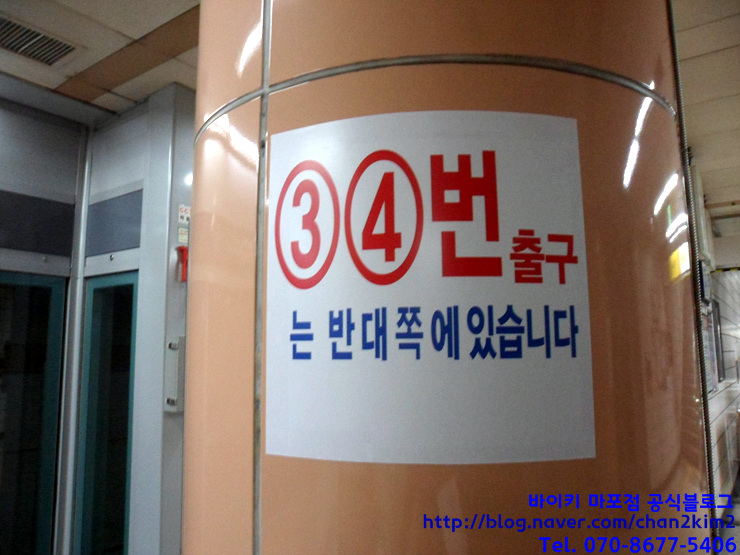 ③④번출구
는 반대쪽에있습니다
바이키 마포점 공식블로그
http://blog.naver.com/chan2kim2
Tel. 070-8677-5406